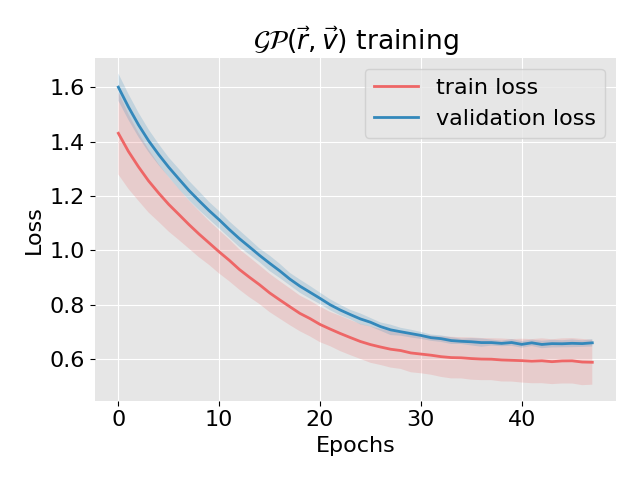 𝒢𝒫(r⃗, v⃗) training
train loss
validation loss
1.6
1.4
1.2
1.0
0.8
0.6
Loss
0 10 20 30 40
Epochs